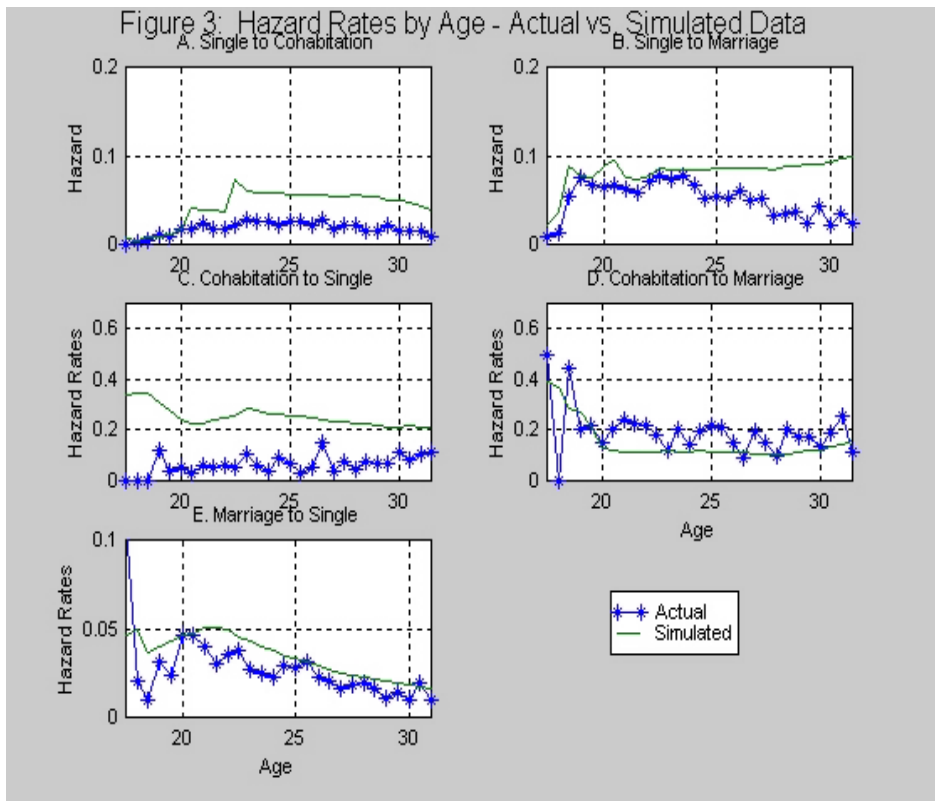 Figure 3: Hazard Rates by Age - Actual vs. Simulated Data
A. Single to Cohabitation
0.2
0.1
0
Hazard
20
25
30
B. Single to Marriage
0.2
0.1
0
Hazard
20
25
30
C. Cohabitation to Single
0.6
0.4
0.2
0
Hazard Rates
20
25
30
D. Cohabitation to Marriage
0.6
0.4
0.2
0
Hazard Rates
20
25
30
Age
E. Marriage to Single
0.1
0.05
0
Hazard Rates
20
25
30
Age
Actual
Simulated